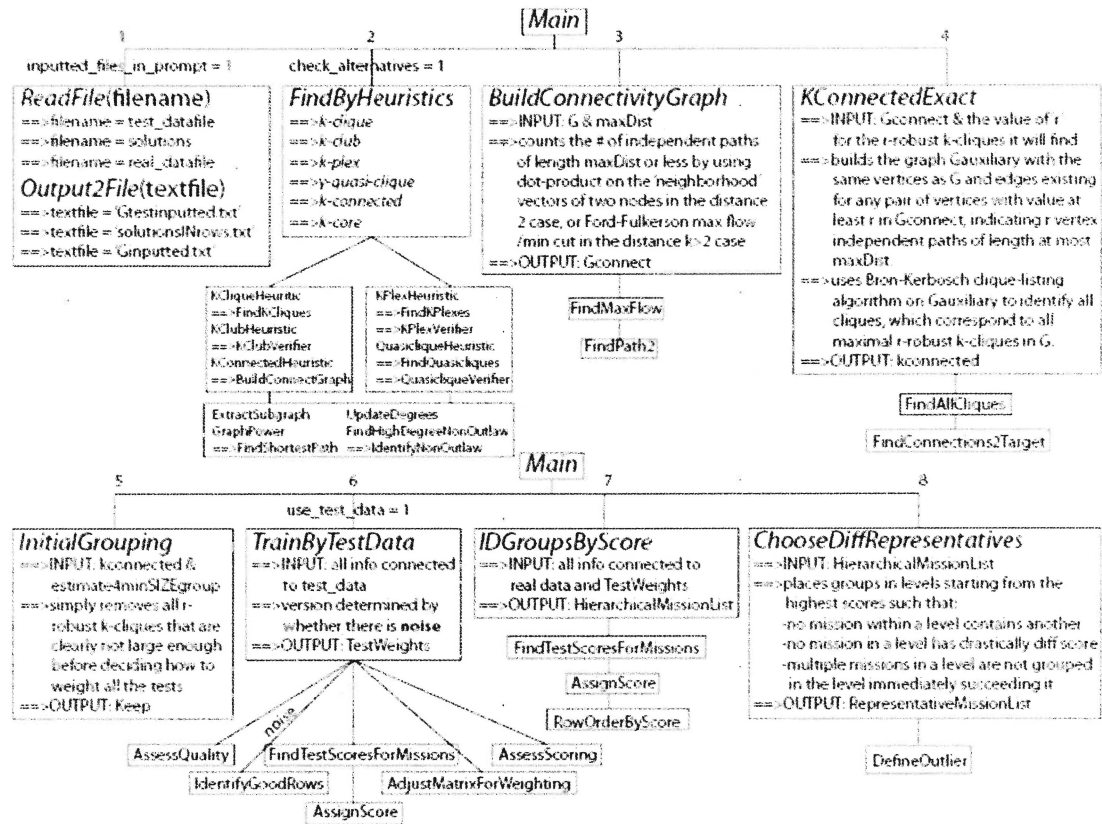 Main
1
2
3
4
inputted_files_in_prompt = 1
check_alternatives = 1
ReadFile(filename)
==>filename = test_datafile
==>filename = solutions
==>filename = real_datafile
Output2File(textfile)
==>textfile = 'Gtestinputted.txt'
==>textfile = 'solutionsINrows.txt'
==>textfile = 'Ginputted.txt'
FindByHeuristics
==>k-clique
==>k-club
==>k-plex
==>γ-quasi-clique
==>k-connected
==>k-core
KCliqueHeuritic
==>FindKCliques
KClubHeuristic
==>KClubVerifier
KConnectedHeuristic
==>BuildConnectGraph
KPlexHeuristic
==>FindKPlexes
==>KPlexVerifier
QuasicliqueHeuristic
==>FindQuasicliques
==>QuasicliqueVerifier
ExtractSubgraph
GraphPower
==>FindShortestPath
UpdateDegrees
FindHighDegreeNonOutlaw
==>IdentifyNonOutlaw
BuildConnectivityGraph
==>INPUT: G & maxDist
==>counts the # of independent paths
of length maxDist or less by using
dot-product on the 'neighborhood'
vectors of two nodes in the distance
2 case, or Ford-Fulkerson max flow
/min cut in the distance k>2 case
==>OUTPUT: Gconnect
FindMaxFlow
FindPath2
KConnectedExact
==>INPUT: Gconnect & the value of 'r'
for the r-robust k-cliques it will find
==>builds the graph Gauxiliary with the
same vertices as G and edges existing
for any pair of vertices with value at
least r in Gconnect, indicating r vertex
independent paths of length at most
maxDist.
==>uses Bron-Kerbosch clique-listing
algorithm on Gauxiliary to identify all
cliques, which correspond to all
maximal r-robust k-cliques in G.
==>OUTPUT: kconnected
FindAllCliques
FindConnections2Target
Main
5
6
7
8
use_test_data = 1
InitialGrouping
==>INPUT: kconnected &
estimate4minSIZEgroup
==>simply removes all r-
robust k-cliques that are
clearly not large enough
before deciding how to
weight all the tests
==>OUTPUT: Keep
TrainByTestData
==>INPUT: all info connected
to test_data
==>version determined by
whether there is noise
==>OUTPUT: TestWeights
noise
AssessQuality
IdentifyGoodRows
FindTestScoresForMissions
AssignScore
AdjustMatrixForWeighting
AssessScoring
IDGroupsByScore
==>INPUT: all info connected to
real data and TestWeights
==>OUTPUT: HierarchicalMissionList
FindTestScoresForMissions
AssignScore
RowOrderByScore
ChooseDiffRepresentatives
==>INPUT: HierarchicalMissionList
==>places groups in levels starting from the
highest scores such that:
-no mission within a level contains another
-no mission in a level has drastically diff score
-multiple missions in a level are not grouped
in the level immediately succeeding it
==>OUTPUT: RepresentativeMissionList
DefineOutlier